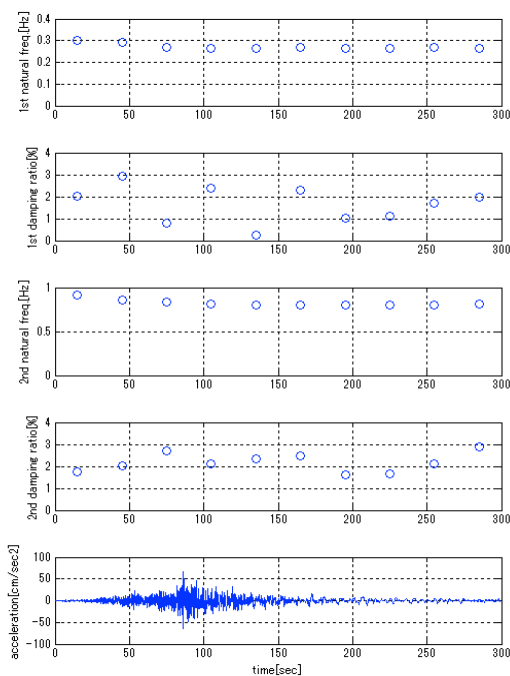 0.4
0.3
0.2
0.1
0
1st natural freq.[Hz]
0 50 100 150 200 250 300
4
3
2
1
0
1st damping ratio[%]
0 50 100 150 200 250 300
1
0.5
0
2nd natural freq.[Hz]
0 50 100 150 200 250 300
4
3
2
1
0
2nd damping ratio[%]
0 50 100 150 200 250 300
100
50
0
-50
-100
acceleration[cm/sec2]
0 50 100 150 200 250 300
time[sec]